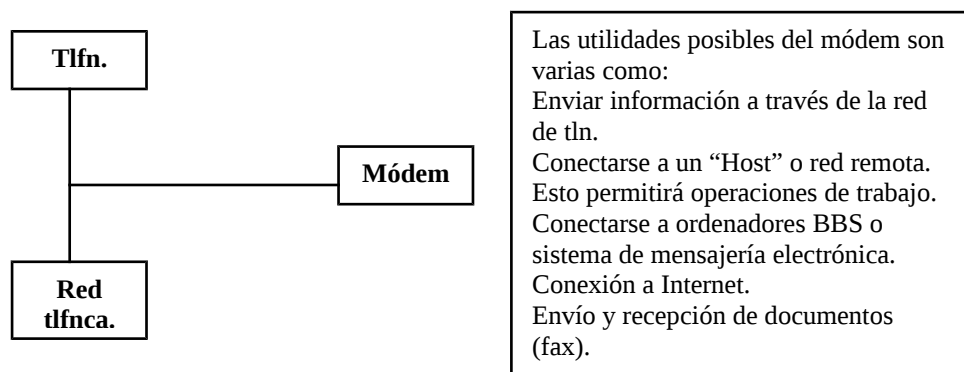 Tlfn.
Módem
Red
tlfnca.
Las utilidades posibles del módem son
varias como:
Enviar información a través de la red
de tln.
Conectarse a un “Host” o red remota.
Esto permitirá operaciones de trabajo.
Conectarse a ordenadores BBS o
sistema de mensajería electrónica.
Conexión a Internet.
Envío y recepción de documentos
(fax).